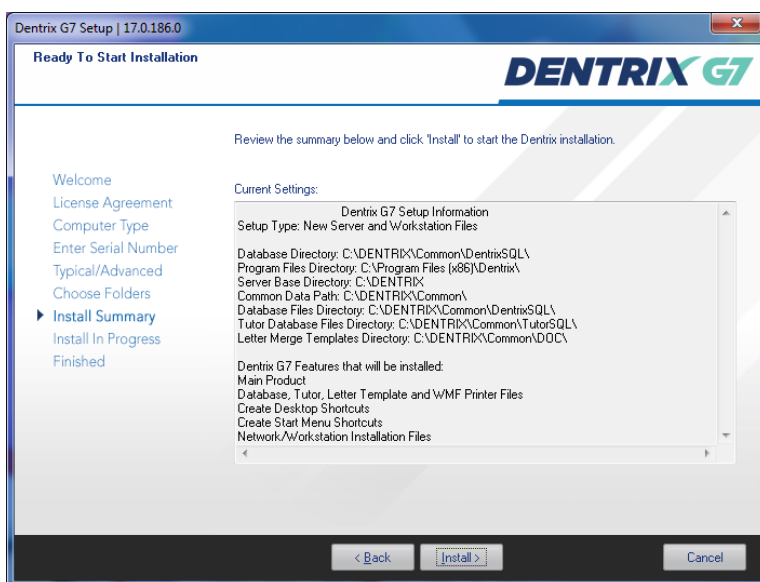 Dentrix G7 Setup | 17.0.186.0
Ready To Start Installation
DENTRIX G7
Review the summary below and click 'Install' to start the Dentrix installation.
Welcome
License Agreement
Computer Type
Enter Serial Number
Typical/Advanced
Choose Folders
Install Summary
Install In Progress
Finished
Current Settings:
Dentrix G7 Setup Information
Setup Type: New Server and Workstation Files
Database Directory: C:\DENTRIX\Common\DentrixSQL\
Program Files Directory: C:\Program Files (x86)\Dentrix\
Server Base Directory: C:\DENTRIX
Common Data Path: C:\DENTRIX\Common\
Database Files Directory: C:\DENTRIX\Common\DentrixSQL\
Tutor Database Files Directory: C:\DENTRIX\Common\TutorSQL\
Letter Merge Templates Directory: C:\DENTRIX\Common\DOC\
Dentrix G7 Features that will be installed:
Main Product
Database, Tutor, Letter Template and WMF Printer Files
Create Desktop Shortcuts
Create Start Menu Shortcuts
Network/Workstation Installation Files
< Back
Install >
Cancel